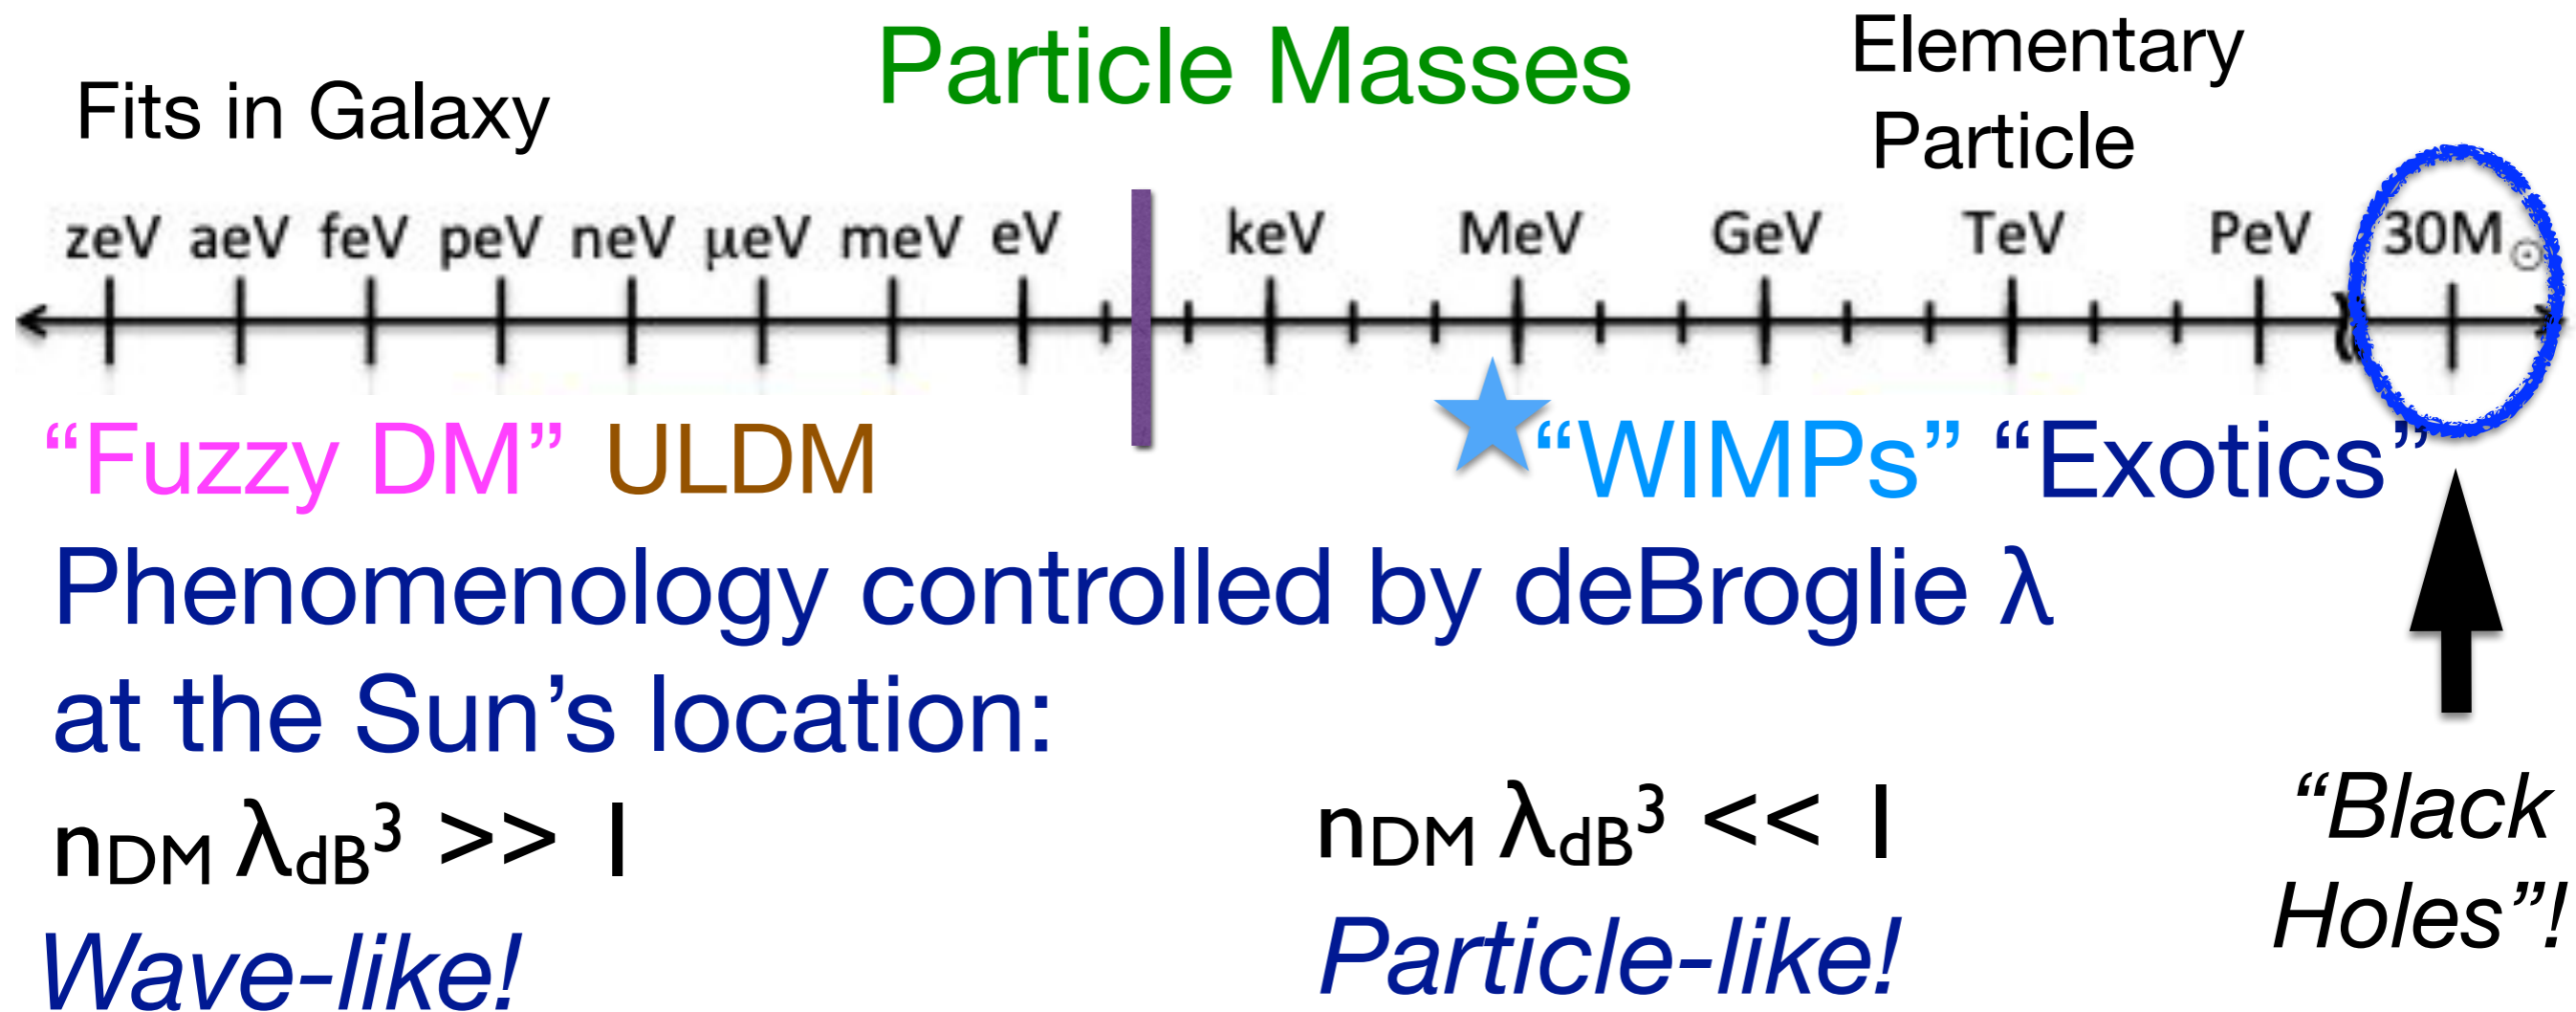 Particle Masses
Fits in Galaxy
Elementary
Particle
zeV aeV feV peV neV μeV meV eV keV MeV GeV TeV PeV 30M☉
“Fuzzy DM” ULDM “WIMPs” “Exotics”
Phenomenology controlled by deBroglie λ
at the Sun’s location:
nDM λdB³ >> 1
nDM λdB³ << 1
“Black
Holes”!
Wave-like!
Particle-like!